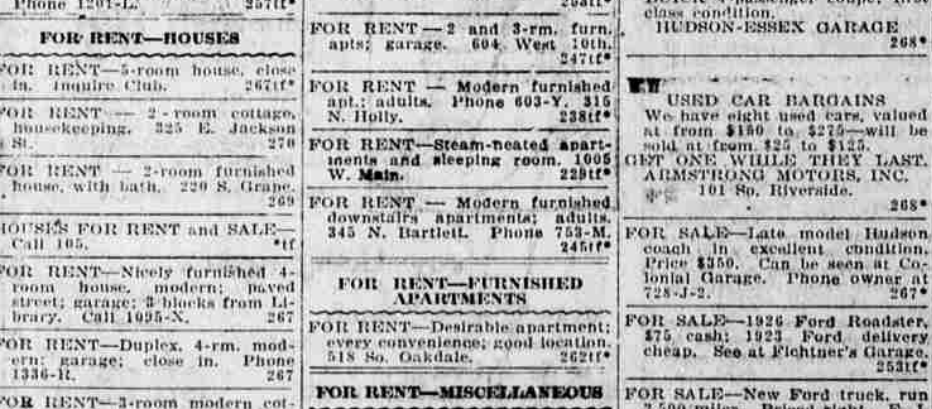 Phone 1201-L. 257tf*
FOR RENT—HOUSES
FOR RENT—5-room house, close
in. Inquire Club. 267tf*
FOR RENT — 2-room cottage,
housekeeping. 325 E. Jackson
St. 270
FOR RENT — 2-room furnished
house, with bath. 220 S. Grape.
269
HOUSES FOR RENT and SALE—
Call 105. *tf
FOR RENT—Nicely furnished 4-
room house, modern; paved
street; garage; 3 blocks from Li-
brary. Call 1095-X. 267
FOR RENT—Duplex, 4-rm. mod-
ern; garage; close in. Phone
1336-R. 267
FOR RENT—3-room modern cot-
FOR RENT—2 and 3-rm. furn.
apts; garage. 604 West 10th.
247tf*
FOR RENT — Modern furnished
apt.; adults. Phone 603-Y. 315
N. Holly. 238tf*
FOR RENT—Steam-heated apart-
ments and sleeping room. 1005
W. Main. 229tf*
FOR RENT — Modern furnished
downstairs apartments; adults.
345 N. Bartlett. Phone 753-M.
245tf*
FOR RENT—FURNISHED
APARTMENTS
FOR RENT—Desirable apartment;
every convenience; good location.
518 So. Oakdale. 262tf*
FOR RENT—MISCELLANEOUS
class condition.
HUDSON-ESSEX GARAGE
268*
USED CAR BARGAINS
We have eight used cars, valued
at from $150 to $275—will be
sold at from $25 to $125.
GET ONE WHILE THEY LAST.
ARMSTRONG MOTORS, INC.
101 So. Riverside.
268*
FOR SALE—Late model Hudson
coach in excellent condition.
Price $350. Can be seen at Co-
lonial Garage. Phone owner at
728-J-2. 267*
FOR SALE—1926 Ford Roadster,
$75 cash; 1923 Ford delivery
cheap. See at Fichtner's Garage.
253tf*
FOR SALE—New Ford truck, run